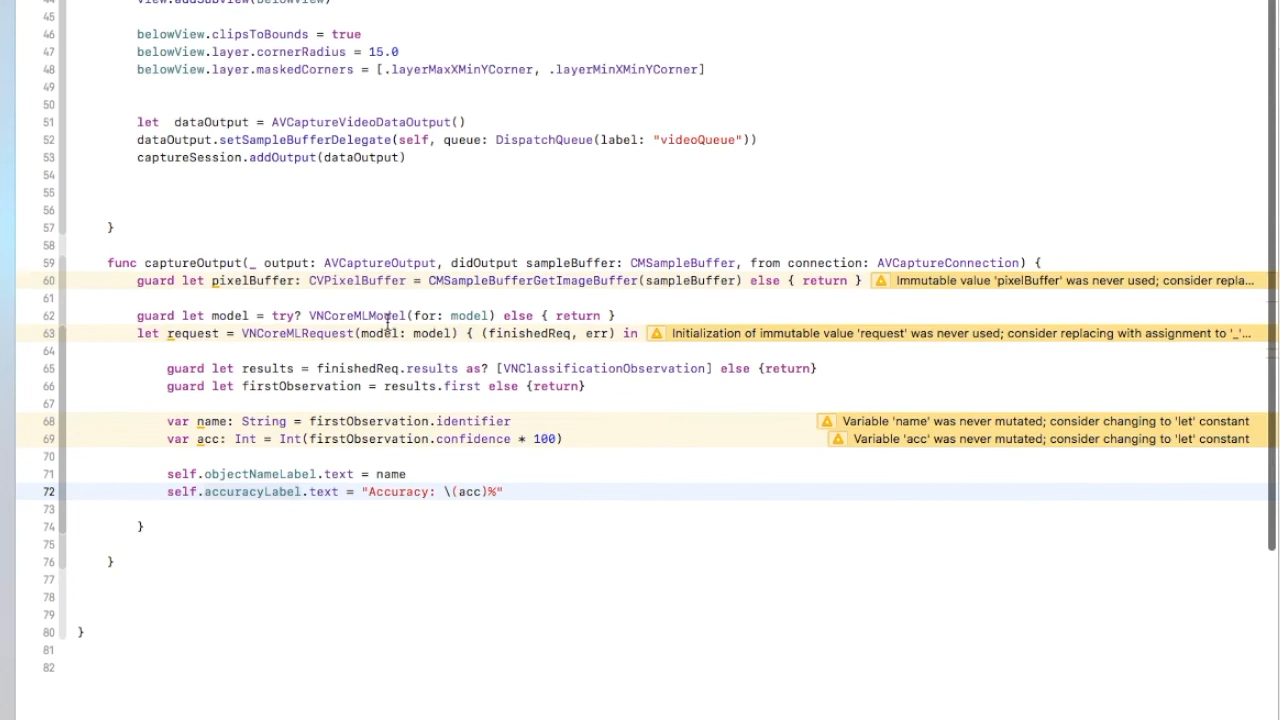 44 view.addSubview(belowView)
45
46 belowView.clipsToBounds = true
47 belowView.layer.cornerRadius = 15.0
48 belowView.layer.maskedCorners = [.layerMaxXMinYCorner, .layerMinXMinYCorner]
49
50
51 let  dataOutput = AVCaptureVideoDataOutput()
52 dataOutput.setSampleBufferDelegate(self, queue: DispatchQueue(label: "videoQueue"))
53 captureSession.addOutput(dataOutput)
54
55
56
57 }
58
59 func captureOutput(_ output: AVCaptureOutput, didOutput sampleBuffer: CMSampleBuffer, from connection: AVCaptureConnection) {
60 guard let pixelBuffer: CVPixelBuffer = CMSampleBufferGetImageBuffer(sampleBuffer) else { return } Immutable value 'pixelBuffer' was never used; consider repla...
61
62 guard let model = try? VNCoreMLModel(for: model) else { return }
63 let request = VNCoreMLRequest(model: model) { (finishedReq, err) in Initialization of immutable value 'request' was never used; consider replacing with assignment to '_'...
64
65 guard let results = finishedReq.results as? [VNClassificationObservation] else {return}
66 guard let firstObservation = results.first else {return}
67
68 var name: String = firstObservation.identifier Variable 'name' was never mutated; consider changing to 'let' constant
69 var acc: Int = Int(firstObservation.confidence * 100) Variable 'acc' was never mutated; consider changing to 'let' constant
70
71 self.objectNameLabel.text = name
72 self.accuracyLabel.text = "Accuracy: \(acc)%"
73
74 }
75
76 }
77
78
79
80 }
81
82